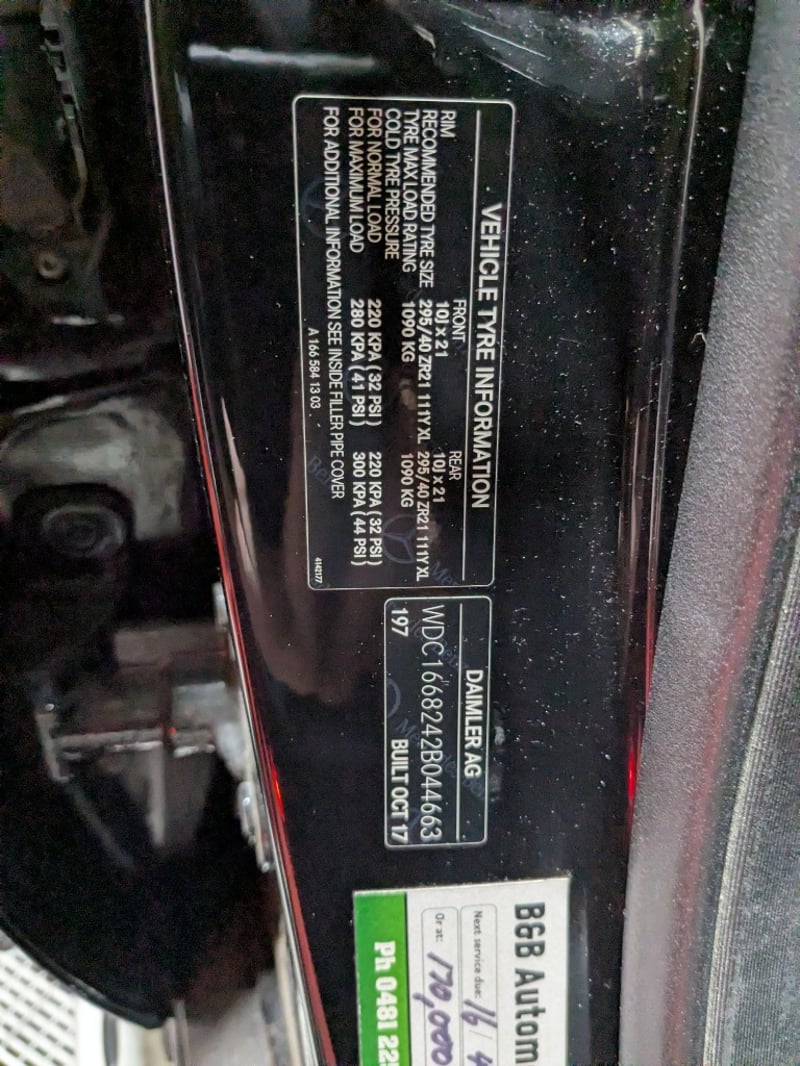 VEHICLE TYRE INFORMATION
FRONT REAR
RIM 10J x 21 10J x 21
RECOMMENDED TYRE SIZE 295/40 ZR21 111Y XL 295/40 ZR21 111Y XL
TYRE MAX LOAD RATING 1090 KG 1090 KG
COLD TYRE PRESSURE
FOR NORMAL LOAD 220 KPA (32 PSI) 220 KPA (32 PSI)
FOR MAXIMUM LOAD 280 KPA (41 PSI) 300 KPA (44 PSI)
FOR ADDITIONAL INFORMATION SEE INSIDE FILLER PIPE COVER
A 166 584 13 03
4142177
DAIMLER AG
WDC1668242B044663
197 BUILT OCT 17
B&B Autom
Next service due: 16/4
Or at: 170,000
Ph 0481 225